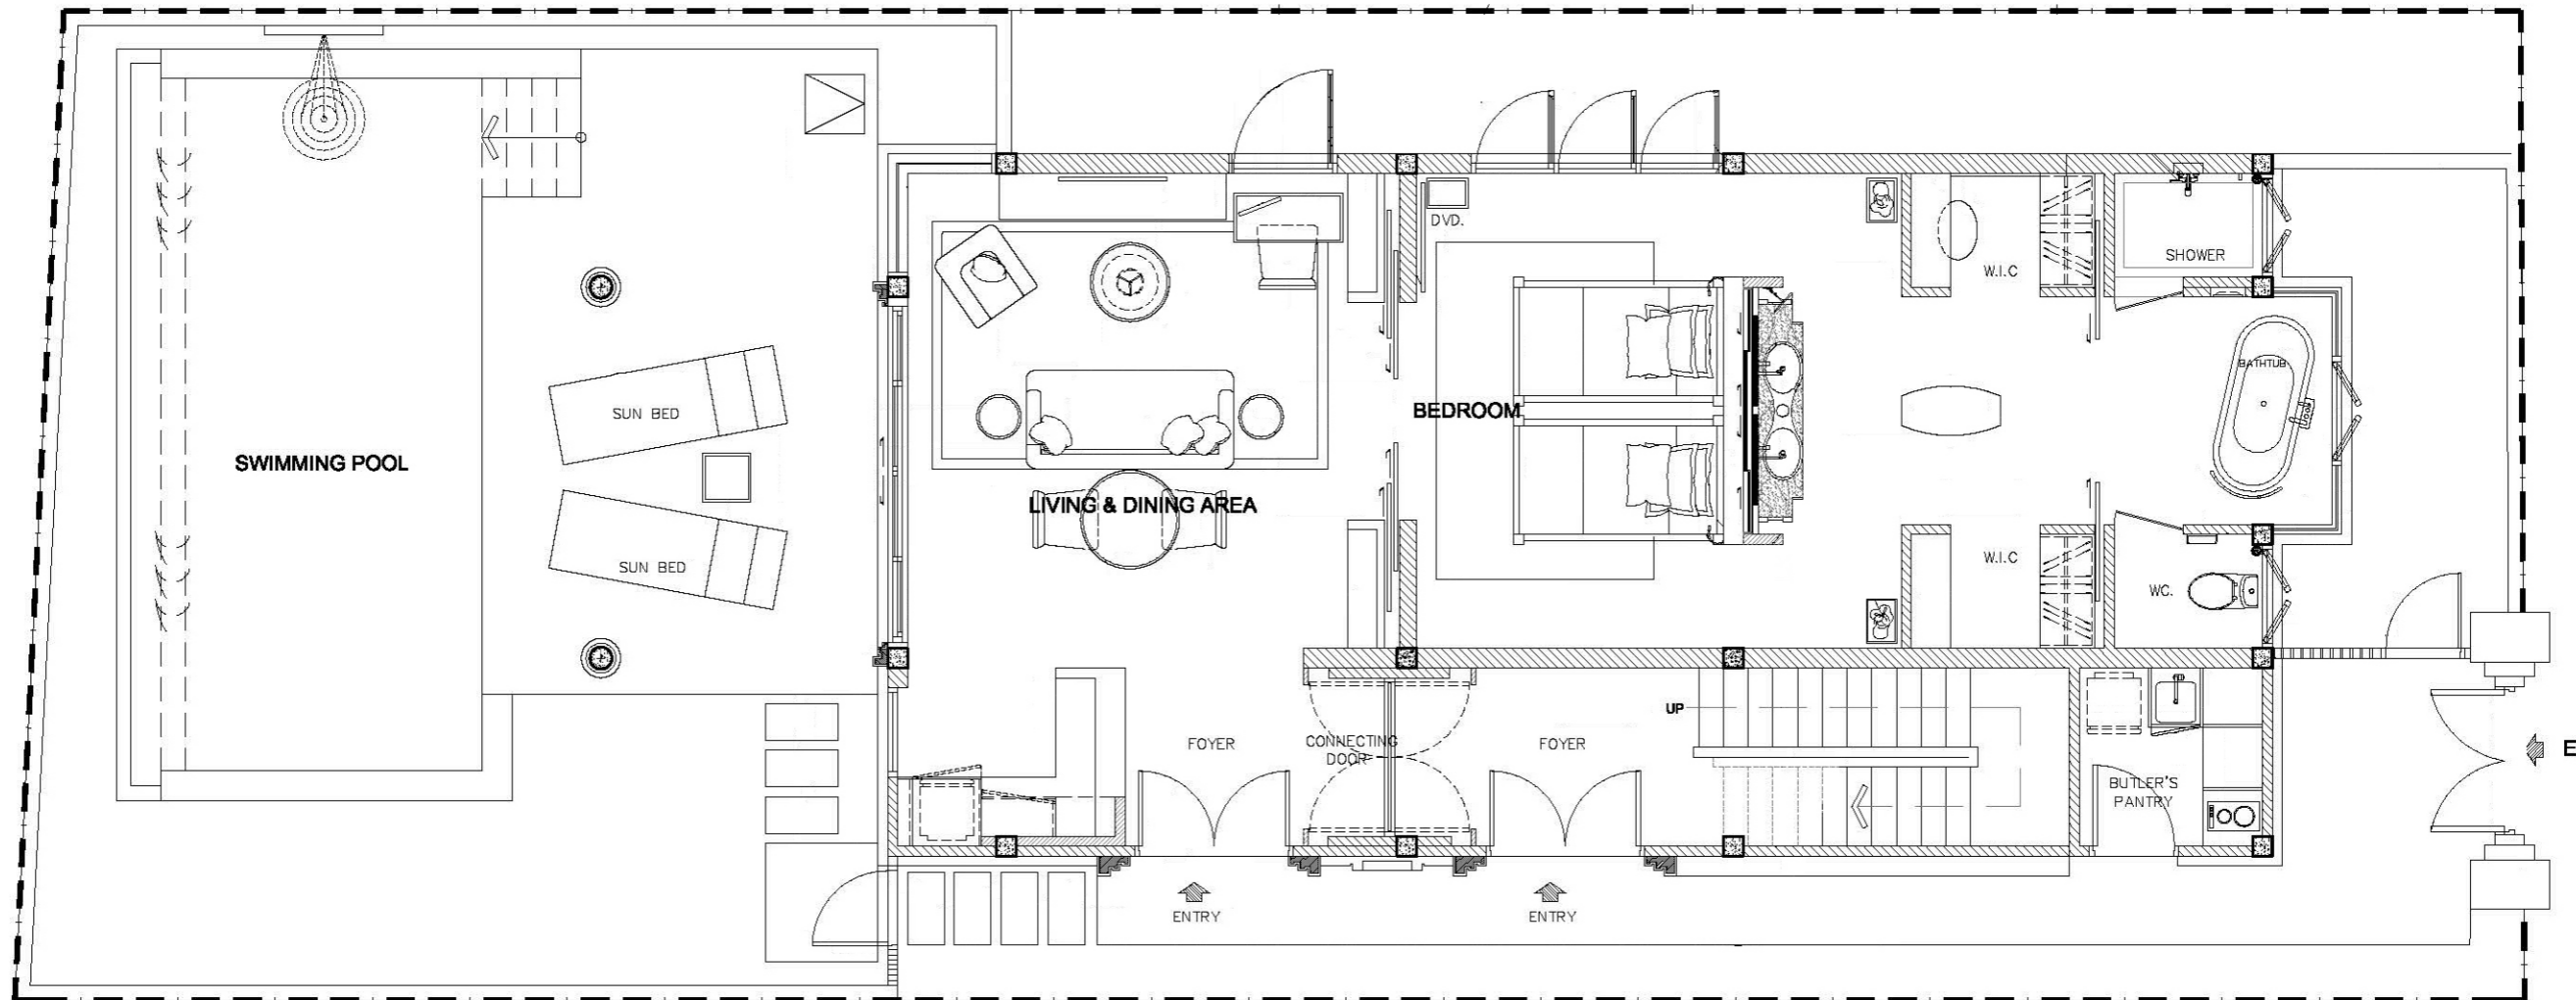 DVD.
SHOWER
W.I.C
BATHTUB
SUN BED
BEDROOM
SWIMMING POOL
LIVING & DINING AREA
SUN BED
W.I.C
WC.
UP
FOYER
CONNECTING
DOOR
FOYER
E
BUTLER'S
PANTRY
ENTRY
ENTRY